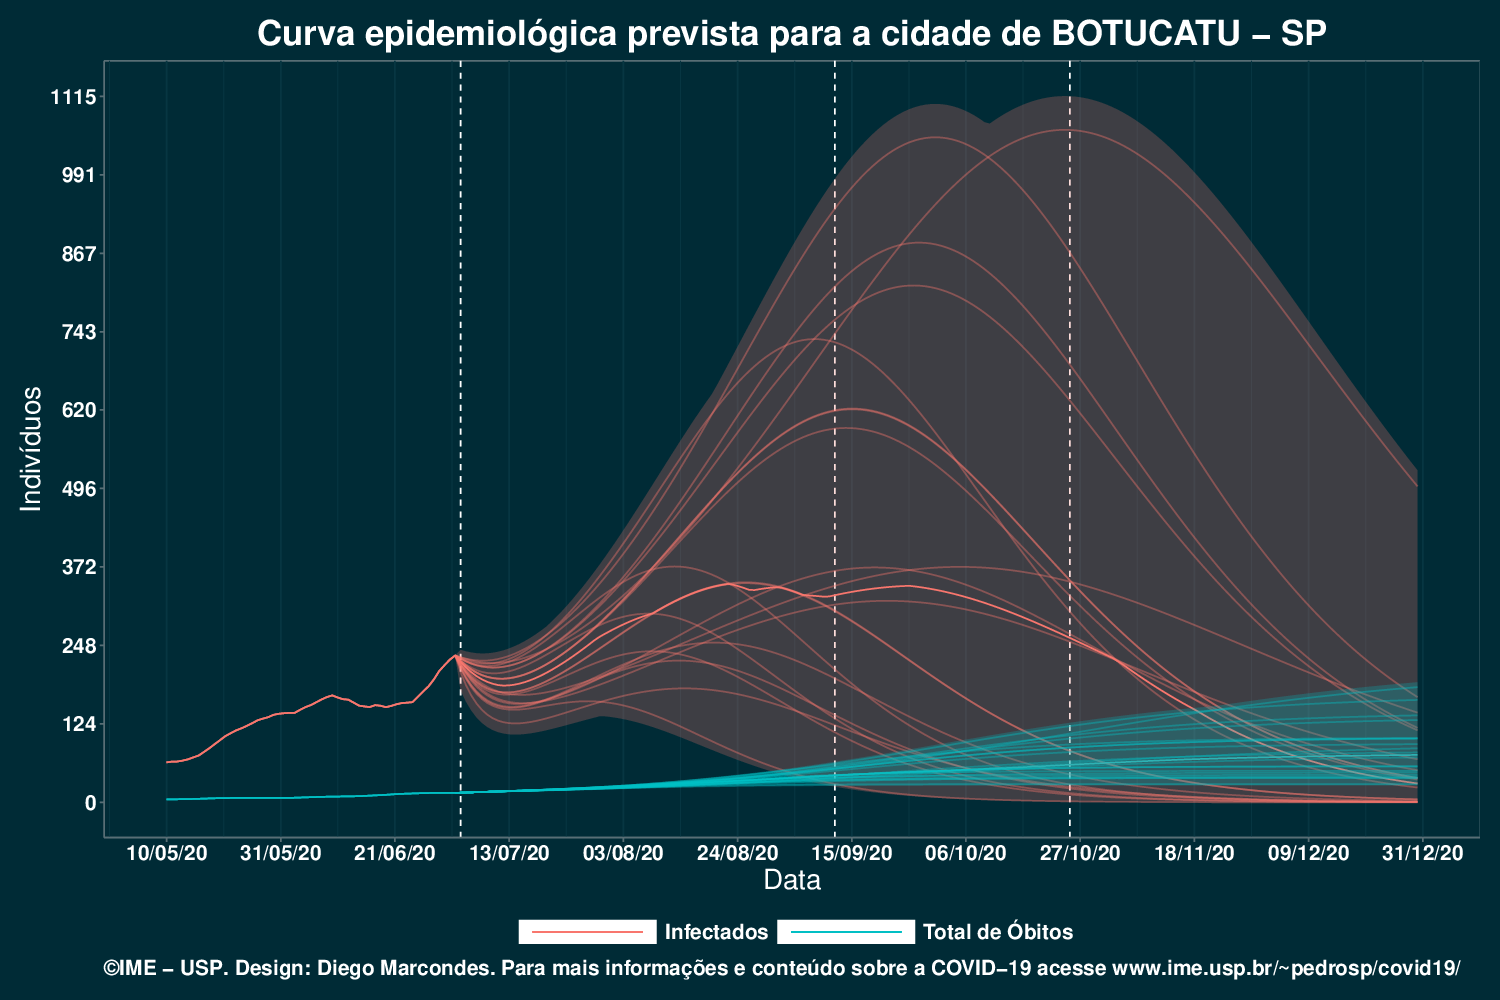 Curva epidemiológica prevista para a cidade de BOTUCATU – SP
Indivíduos
1115
991
867
743
620
496
372
248
124
0
10/05/20 31/05/20 21/06/20 13/07/20 03/08/20 24/08/20 15/09/20 06/10/20 27/10/20 18/11/20 09/12/20 31/12/20
Data
Infectados Total de Óbitos
©IME – USP. Design: Diego Marcondes. Para mais informações e conteúdo sobre a COVID–19 acesse www.ime.usp.br/~pedrosp/covid19/